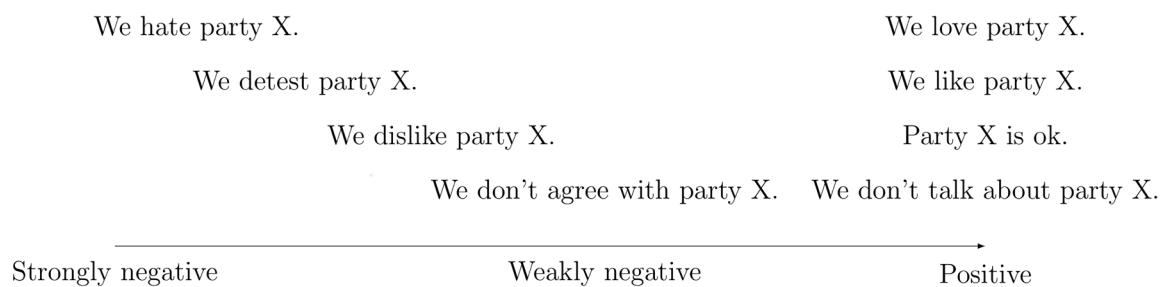 We hate party X.
We love party X.
We detest party X.
We like party X.
We dislike party X.
Party X is ok.
We don't agree with party X.
We don't talk about party X.
Strongly negative
Weakly negative
Positive